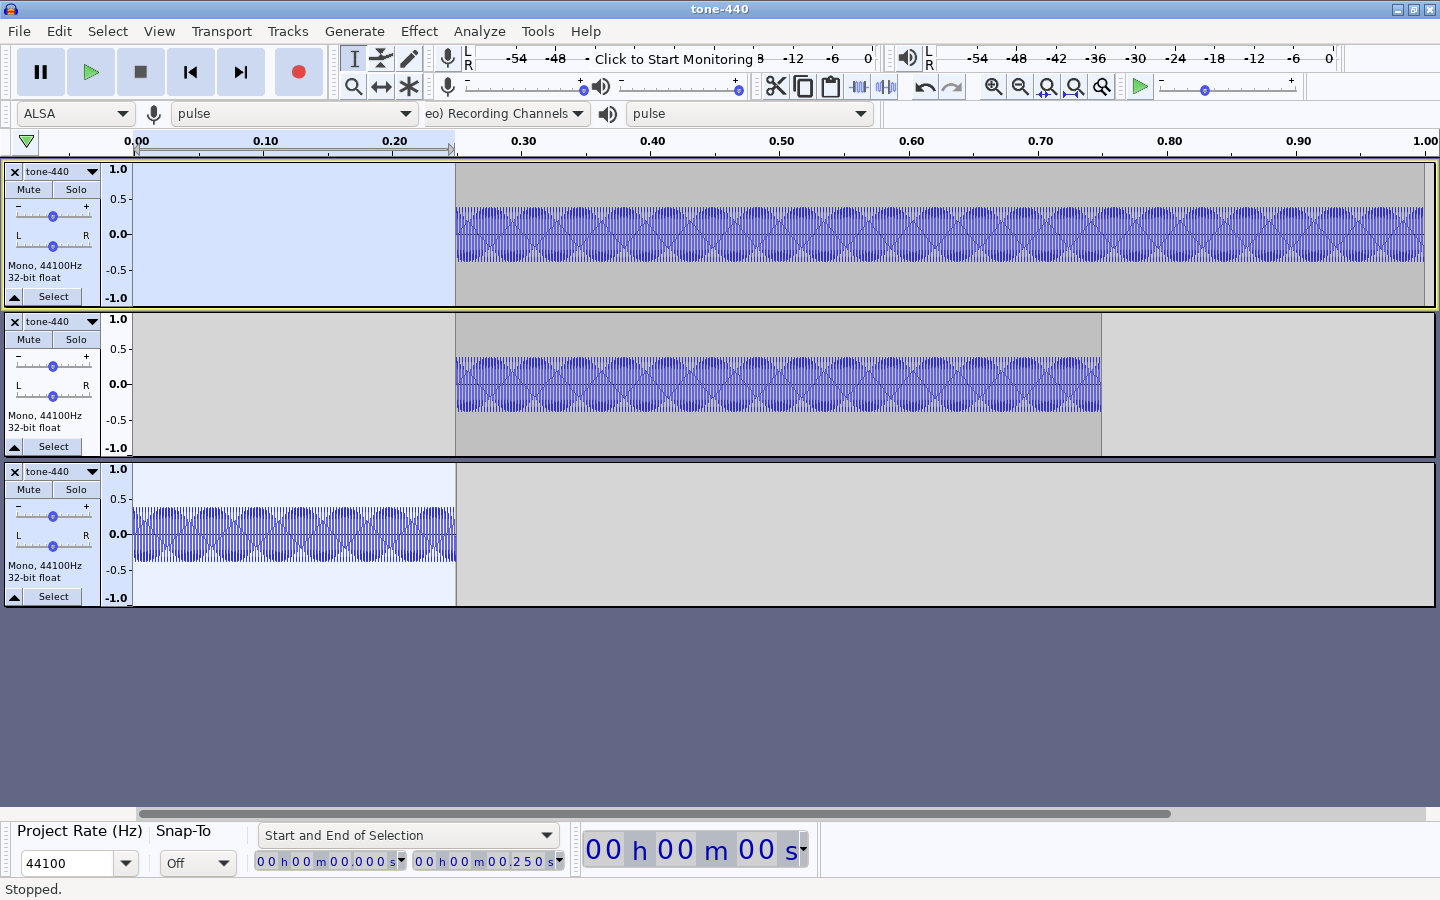 tone-440
File Edit Select View Transport Tracks Generate Effect Analyze Tools Help
L R -54 -48 - Click to Start Monitoring -12 -6 0 L R -54 -48 -42 -36 -30 -24 -18 -12 -6 0
ALSA pulse eo) Recording Channels pulse
0.00 0.10 0.20 0.30 0.40 0.50 0.60 0.70 0.80 0.90 1.00
tone-440 1.0
Mute Solo
0.5
L R 0.0
Mono, 44100Hz
32-bit float
-0.5
Select -1.0
tone-440 1.0
Mute Solo
0.5
L R 0.0
Mono, 44100Hz
32-bit float
-0.5
Select -1.0
tone-440 1.0
Mute Solo
0.5
L R 0.0
Mono, 44100Hz
32-bit float
-0.5
Select -1.0
Project Rate (Hz) Snap-To Start and End of Selection
44100 Off 00 h 00 m 00.000 s 00 h 00 m 00.250 s 00 h 00 m 00 s
Stopped.